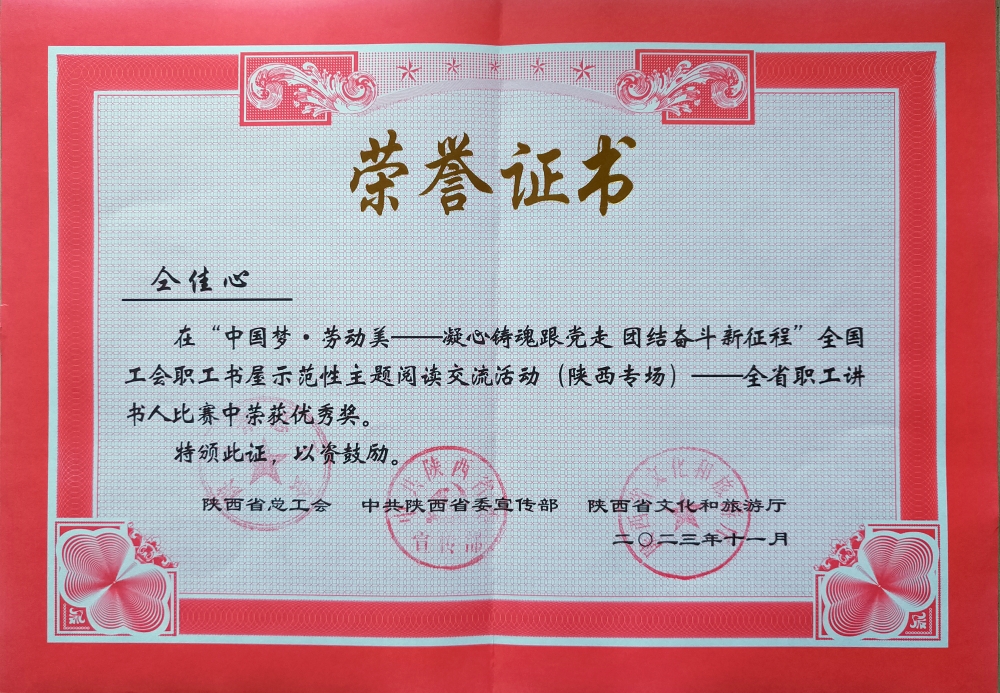 荣誉证书
仝佳心
在“中国梦·劳动美——凝心铸魂跟党走 团结奋斗新征程”全国
工会职工书屋示范性主题阅读交流活动（陕西专场）——全省职工讲
书人比赛中荣获优秀奖。
特颁此证，以资鼓励。
陕西省总工会 中共陕西省委宣传部 陕西省文化和旅游厅
二〇二三年十一月